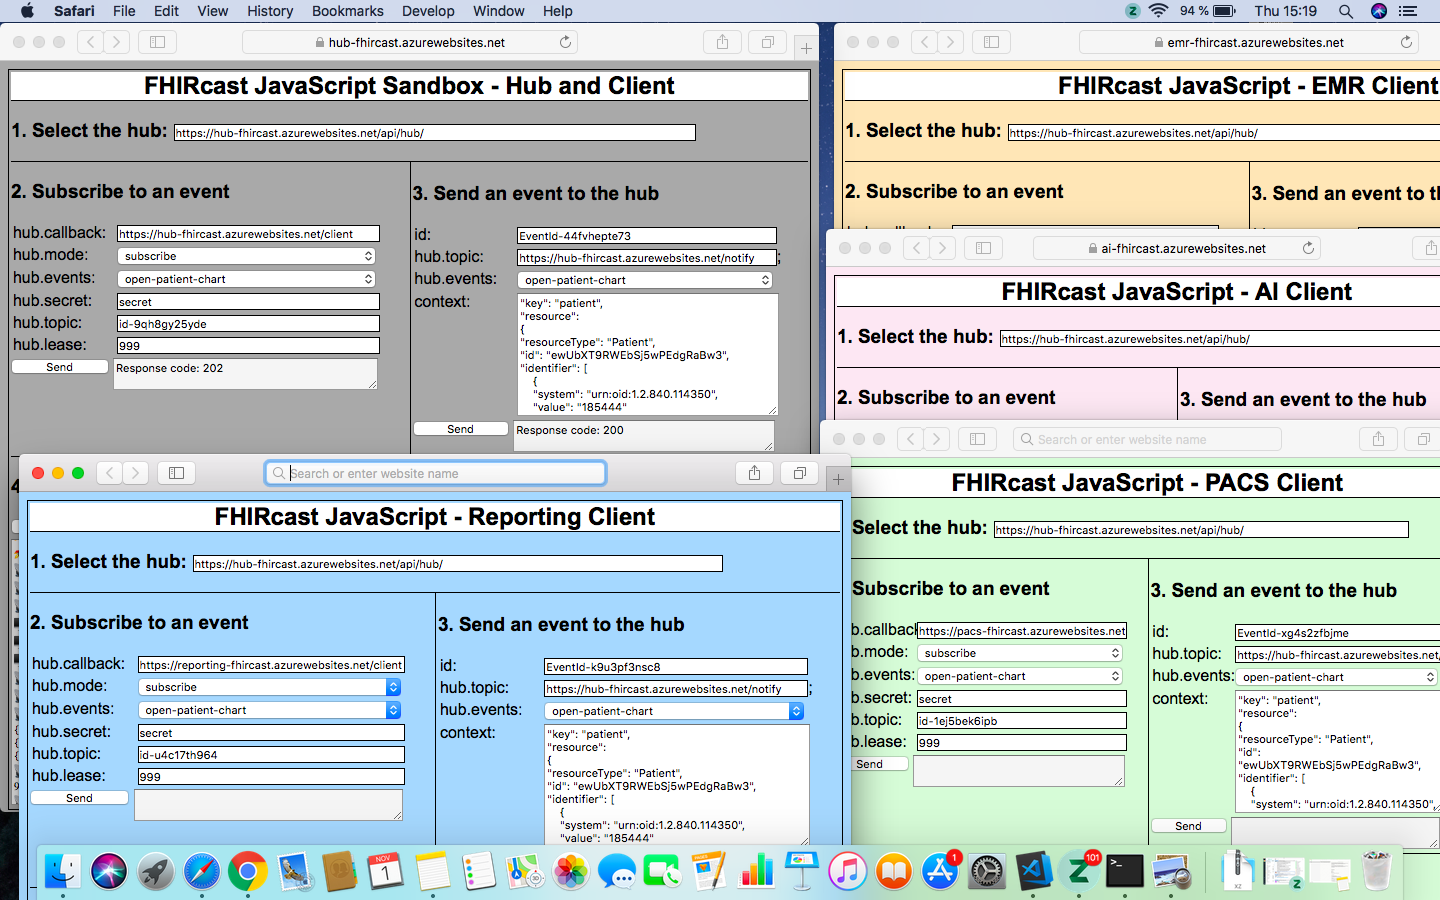 Safari File Edit View History Bookmarks Develop Window Help
Z 94 % Thu 15:19
hub-fhircast.azurewebsites.net
FHIRcast JavaScript Sandbox - Hub and Client
1. Select the hub: https://hub-fhircast.azurewebsites.net/api/hub/
2. Subscribe to an event
hub.callback: https://hub-fhircast.azurewebsites.net/client
hub.mode: subscribe
hub.events: open-patient-chart
hub.secret: secret
hub.topic: id-9qh8gy25yde
hub.lease: 999
Send Response code: 202
3. Send an event to the hub
id: EventId-44fvhepte73
hub.topic: https://hub-fhircast.azurewebsites.net/notify ;
hub.events: open-patient-chart
context: "key": "patient",
"resource":
{
"resourceType": "Patient",
"id": "ewUbXT9RWEbSj5wPEdgRaBw3",
"identifier": [
{
"system": "urn:oid:1.2.840.114350",
"value": "185444"
Send Response code: 200
emr-fhircast.azurewebsites.net
FHIRcast JavaScript - EMR Client
1. Select the hub: https://hub-fhircast.azurewebsites.net/api/hub/
2. Subscribe to an event
3. Send an event to t
ai-fhircast.azurewebsites.net
FHIRcast JavaScript - AI Client
1. Select the hub: https://hub-fhircast.azurewebsites.net/api/hub/
2. Subscribe to an event
3. Send an event to the hub
Search or enter website name
FHIRcast JavaScript - Reporting Client
1. Select the hub: https://hub-fhircast.azurewebsites.net/api/hub/
2. Subscribe to an event
hub.callback: https://reporting-fhircast.azurewebsites.net/client
hub.mode: subscribe
hub.events: open-patient-chart
hub.secret: secret
hub.topic: id-u4c17th964
hub.lease: 999
Send
3. Send an event to the hub
id: EventId-k9u3pf3nsc8
hub.topic: https://hub-fhircast.azurewebsites.net/notify ;
hub.events: open-patient-chart
context: "key": "patient",
"resource":
{
"resourceType": "Patient",
"id": "ewUbXT9RWEbSj5wPEdgRaBw3",
"identifier": [
{
"system": "urn:oid:1.2.840.114350",
"value": "185444"
Search or enter website name
FHIRcast JavaScript - PACS Client
Select the hub: https://hub-fhircast.azurewebsites.net/api/hub/
Subscribe to an event
b.callback https://pacs-fhircast.azurewebsites.net
b.mode: subscribe
b.events: open-patient-chart
b.secret: secret
b.topic: id-1ej5bek6ipb
b.lease: 999
Send
3. Send an event to the hub
id: EventId-xg4s2zfbjme
hub.topic: https://hub-fhircast.azurewebsites.net/
hub.events: open-patient-chart
context: "key": "patient",
"resource":
{
"resourceType": "Patient",
"id":
"ewUbXT9RWEbSj5wPEdgRaBw3",
"identifier": [
{
"system": "urn:oid:1.2.840.114350",
Send
NOV
1
1
Z
101
>_
XZ
Z